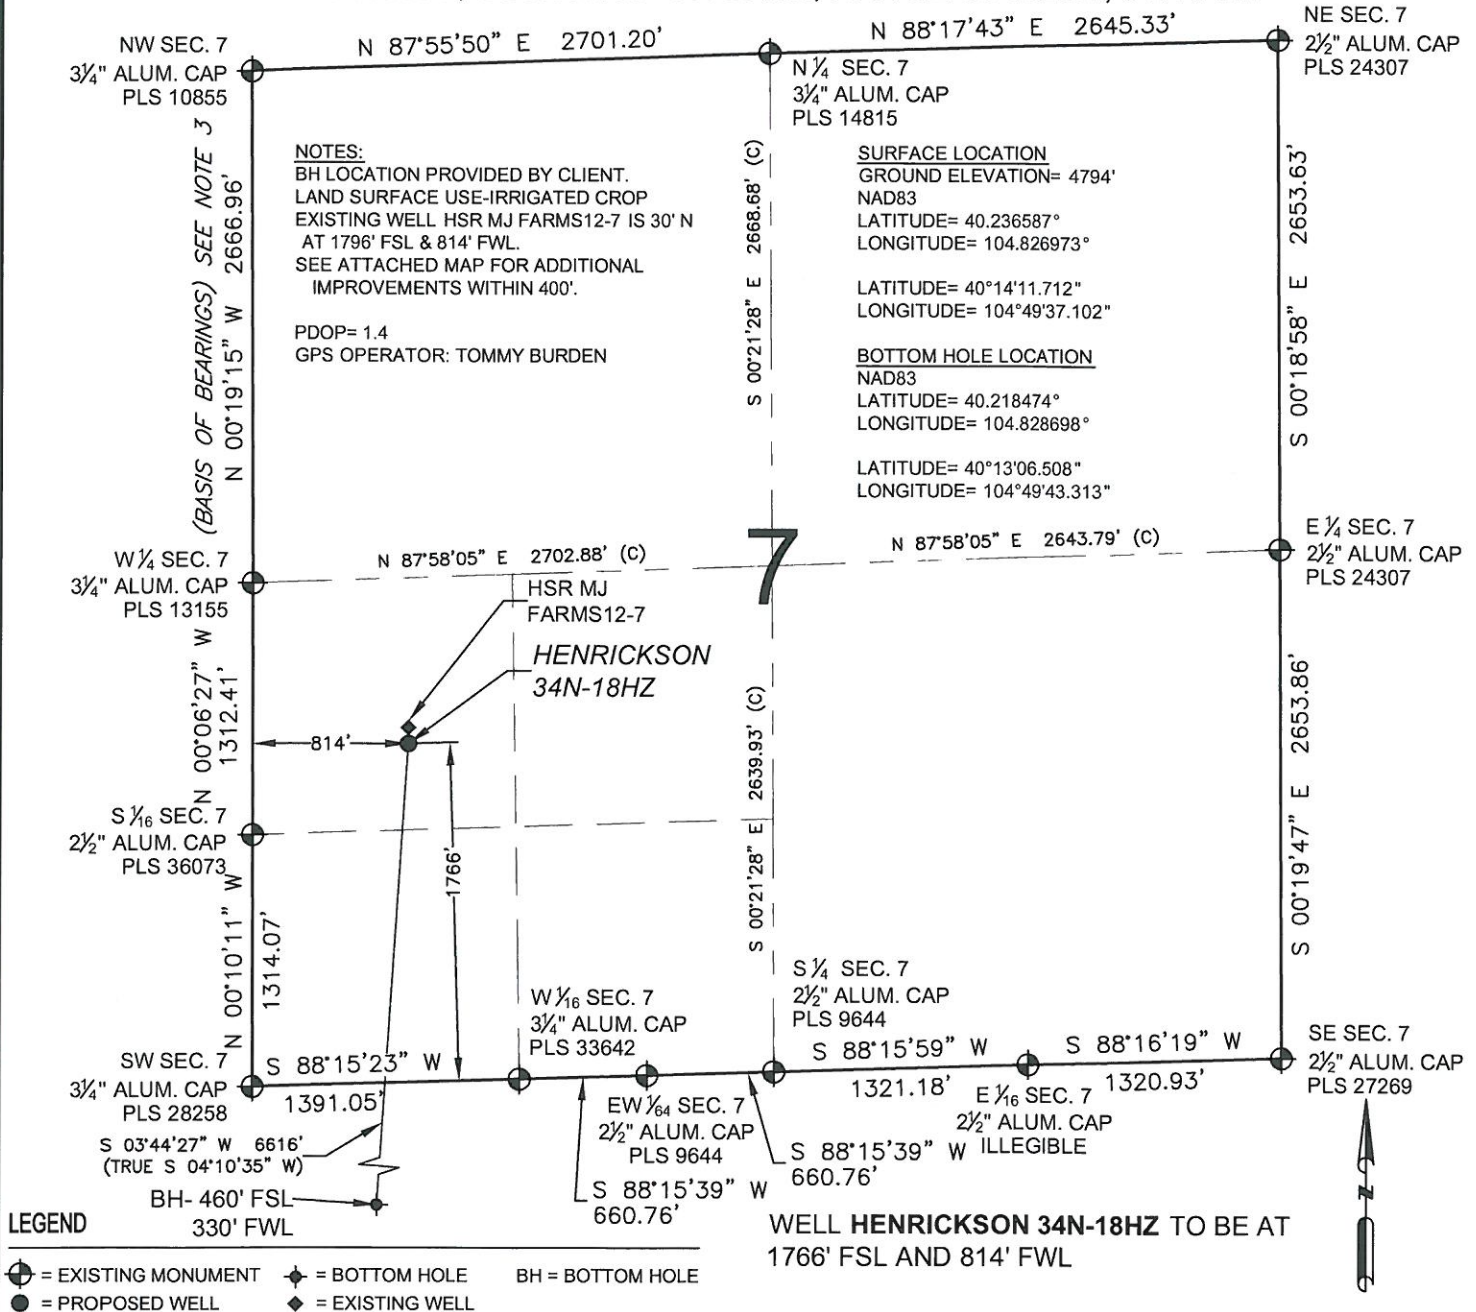 NW SEC. 7
3¼" ALUM. CAP
PLS 10855
N 87°55'50" E 2701.20'
N ¼ SEC. 7
3¼" ALUM. CAP
PLS 14815
N 88°17'43" E 2645.33'
NE SEC. 7
2½" ALUM. CAP
PLS 24307
(BASIS OF BEARINGS) SEE NOTE 3
N 00°19'15" W 2666.96'
NOTES:
BH LOCATION PROVIDED BY CLIENT.
LAND SURFACE USE-IRRIGATED CROP
EXISTING WELL HSR MJ FARMS12-7 IS 30' N
AT 1796' FSL & 814' FWL.
SEE ATTACHED MAP FOR ADDITIONAL
IMPROVEMENTS WITHIN 400'.
PDOP= 1.4
GPS OPERATOR: TOMMY BURDEN
S 00°21'28" E 2668.68' (C)
SURFACE LOCATION
GROUND ELEVATION= 4794'
NAD83
LATITUDE= 40.236587°
LONGITUDE= 104.826973°
LATITUDE= 40°14'11.712"
LONGITUDE= 104°49'37.102"
BOTTOM HOLE LOCATION
NAD83
LATITUDE= 40.218474°
LONGITUDE= 104.828698°
LATITUDE= 40°13'06.508"
LONGITUDE= 104°49'43.313"
S 00°18'58" E 2653.63'
W ¼ SEC. 7
3¼" ALUM. CAP
PLS 13155
N 87°58'05" E 2702.88' (C)
7
N 87°58'05" E 2643.79' (C)
E ¼ SEC. 7
2½" ALUM. CAP
PLS 24307
HSR MJ
FARMS12-7
HENRICKSON
34N-18HZ
N 00°06'27" W
1312.41'
814'
1766'
S 00°21'28" E 2639.93' (C)
S 00°19'47" E 2653.86'
S 1/16 SEC. 7
2½" ALUM. CAP
PLS 36073
N 00°10'11" W
1314.07'
W 1/16 SEC. 7
3¼" ALUM. CAP
PLS 33642
S ¼ SEC. 7
2½" ALUM. CAP
PLS 9644
SW SEC. 7
3¼" ALUM. CAP
PLS 28258
S 88°15'23" W
1391.05'
S 88°15'59" W
1321.18'
S 88°16'19" W
1320.93'
SE SEC. 7
2½" ALUM. CAP
PLS 27269
EW 1/64 SEC. 7
2½" ALUM. CAP
PLS 9644
E 1/16 SEC. 7
2½" ALUM. CAP
ILLEGIBLE
S 03°44'27" W 6616'
(TRUE S 04°10'35" W)
S 88°15'39" W
660.76'
S 88°15'39" W
660.76'
BH- 460' FSL
330' FWL
N
WELL HENRICKSON 34N-18HZ TO BE AT
1766' FSL AND 814' FWL
LEGEND
= EXISTING MONUMENT
= BOTTOM HOLE
BH = BOTTOM HOLE
= PROPOSED WELL
= EXISTING WELL